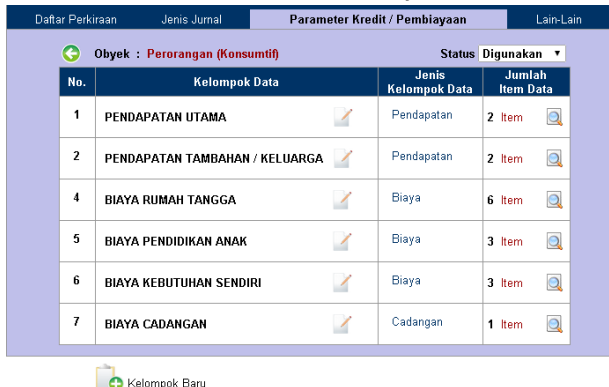 Daftar Perkiraan Jenis Jurnal Parameter Kredit / Pembiayaan Lain-Lain
Obyek : Perorangan (Konsumtif) Status Digunakan
No. Kelompok Data Jenis Kelompok Data Jumlah Item Data
1 PENDAPATAN UTAMA Pendapatan 2 Item
2 PENDAPATAN TAMBAHAN / KELUARGA Pendapatan 2 Item
4 BIAYA RUMAH TANGGA Biaya 6 Item
5 BIAYA PENDIDIKAN ANAK Biaya 3 Item
6 BIAYA KEBUTUHAN SENDIRI Biaya 3 Item
7 BIAYA CADANGAN Cadangan 1 Item
Kelompok Baru